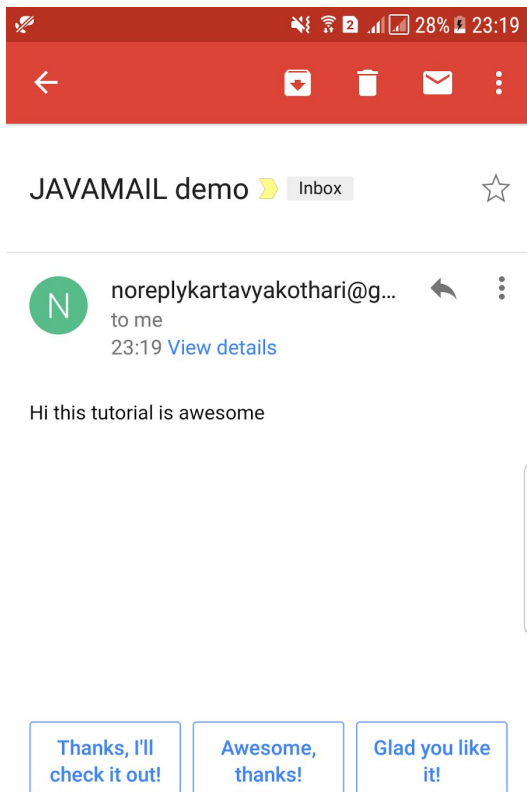 2 28% 23:19
JAVAMAIL demo Inbox
N noreplykartavyakothari@g...
to me
23:19 View details
Hi this tutorial is awesome
Thanks, I'll
check it out!
Awesome,
thanks!
Glad you like
it!